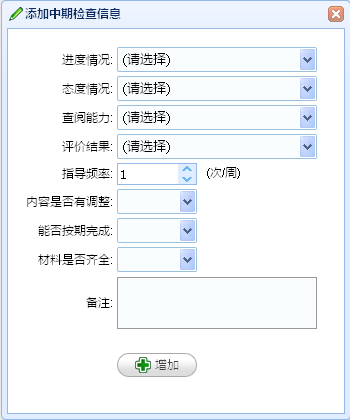 添加中期检查信息
进度情况: (请选择)
态度情况: (请选择)
查阅能力: (请选择)
评价结果: (请选择)
指导频率: 1 (次/周)
内容是否有调整:
能否按期完成:
材料是否齐全:
备注:
增加